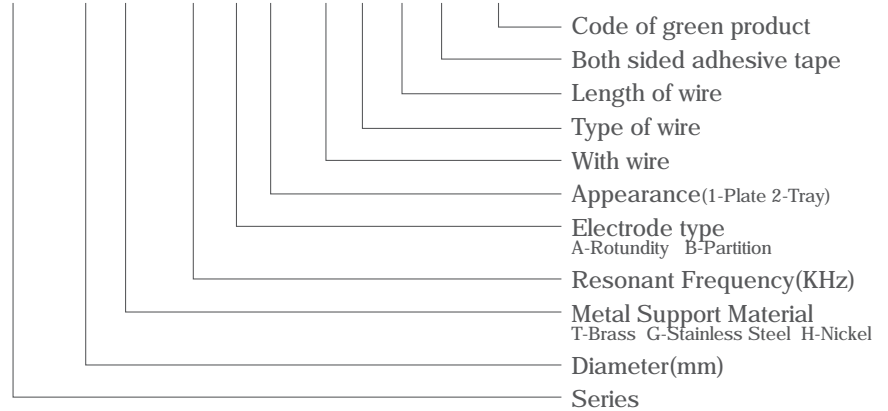 Code of green product
Both sided adhesive tape
Length of wire
Type of wire
With wire
Appearance(1-Plate 2-Tray)
Electrode type
A-Rotundity B-Partition
Resonant Frequency(KHz)
Metal Support Material
T-Brass G-Stainless Steel H-Nickel
Diameter(mm)
Series